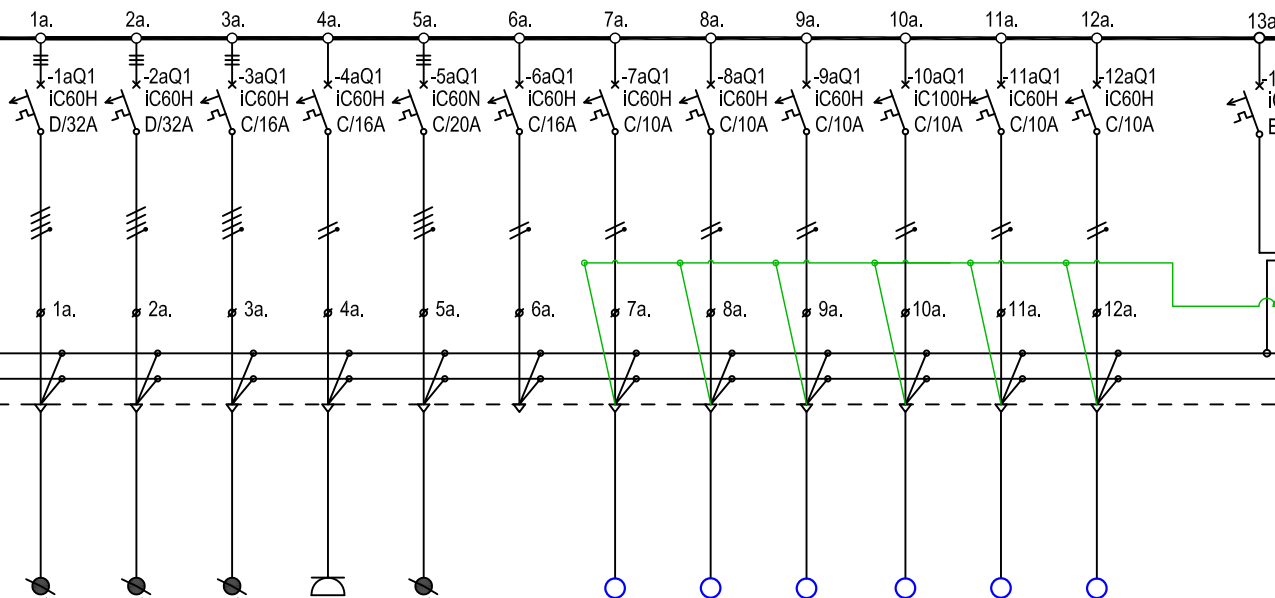 1a. 2a. 3a. 4a. 5a. 6a. 7a. 8a. 9a. 10a. 11a. 12a. 13a
-1aQ1 -2aQ1 -3aQ1 -4aQ1 -5aQ1 -6aQ1 -7aQ1 -8aQ1 -9aQ1 -10aQ1 -11aQ1 -12aQ1 -1
iC60H iC60H iC60H iC60H iC60N iC60H iC60H iC60H iC60H iC100H iC60H iC60H
D/32A D/32A C/16A C/16A C/20A C/16A C/10A C/10A C/10A C/10A C/10A C/10A
1a. 2a. 3a. 4a. 5a. 6a. 7a. 8a. 9a. 10a. 11a. 12a.